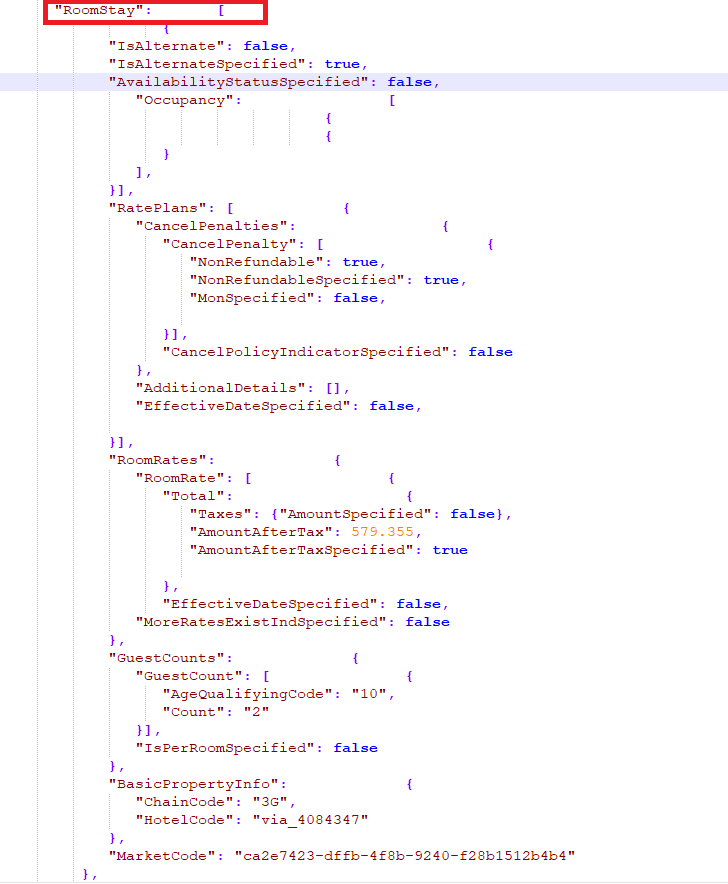 "RoomStay": [
{
"IsAlternate": false,
"IsAlternateSpecified": true,
"AvailabilityStatusSpecified": false,
"Occupancy": [
{
{
}
],
}],
"RatePlans": [ {
"CancelPenalties": {
"CancelPenalty": [ {
"NonRefundable": true,
"NonRefundableSpecified": true,
"MonSpecified": false,
}],
"CancelPolicyIndicatorSpecified": false
},
"AdditionalDetails": [],
"EffectiveDateSpecified": false,
}],
"RoomRates": {
"RoomRate": [ {
"Total": {
"Taxes": {"AmountSpecified": false},
"AmountAfterTax": 579.355,
"AmountAfterTaxSpecified": true
},
"EffectiveDateSpecified": false,
"MoreRatesExistIndSpecified": false
},
"GuestCounts": {
"GuestCount": [ {
"AgeQualifyingCode": "10",
"Count": "2"
}],
"IsPerRoomSpecified": false
},
"BasicPropertyInfo": {
"ChainCode": "3G",
"HotelCode": "via_4084347"
},
"MarketCode": "ca2e7423-dffb-4f8b-9240-f28b1512b4b4"
},